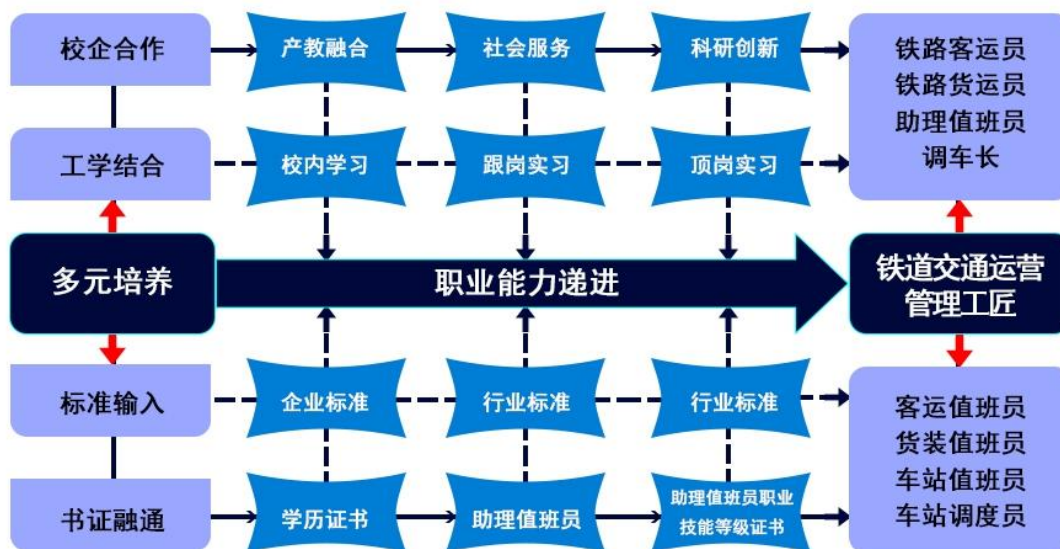 校企合作
产教融合
社会服务
科研创新
铁路客运员
铁路货运员
助理值班员
调车长
工学结合
校内学习
跟岗实习
顶岗实习
多元培养
职业能力递进
铁道交通运营
管理工匠
标准输入
企业标准
行业标准
行业标准
客运值班员
货装值班员
车站值班员
车站调度员
书证融通
学历证书
助理值班员
助理值班员职业
技能等级证书